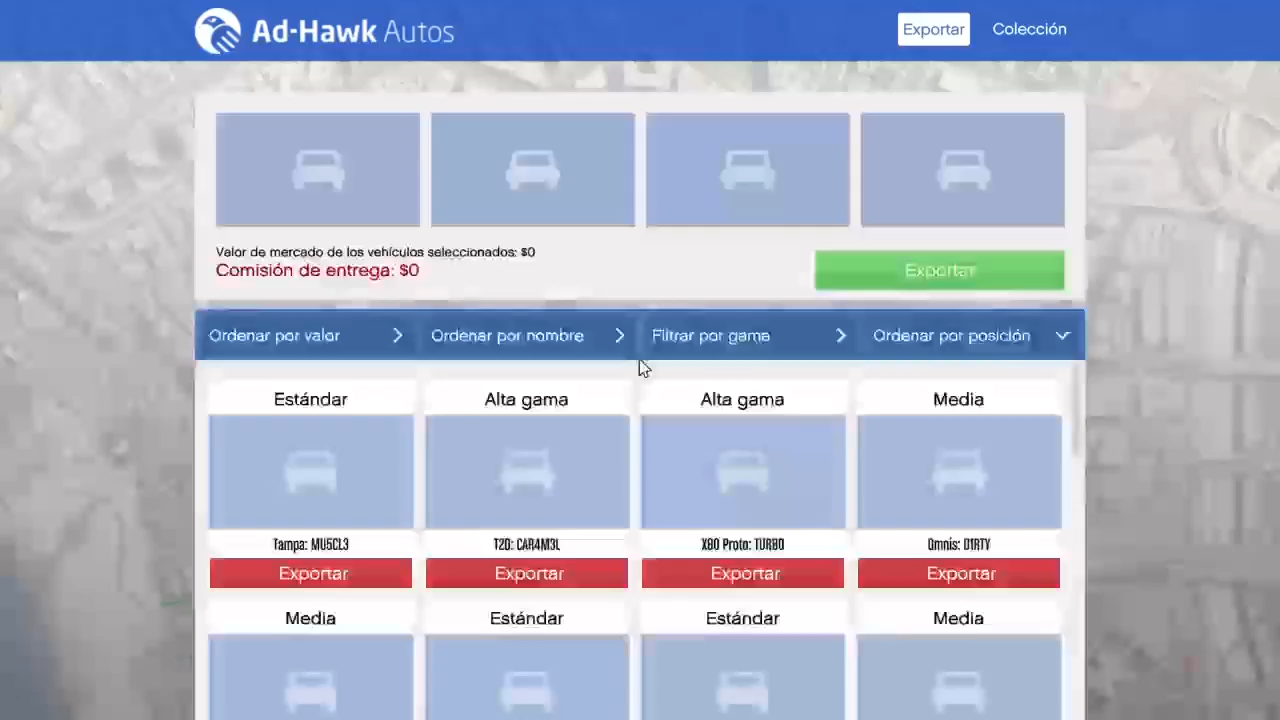 Ad-Hawk Autos
Exportar
Colección
Valor de mercado de los vehículos seleccionados: $0
Comisión de entrega: $0
Exportar
Ordenar por valor
Ordenar por nombre
Filtrar por gama
Ordenar por posición
Estándar
Alta gama
Alta gama
Media
Tampa: MU5CL3
T20: CAR4M3L
X80 Proto: TURB0
Omnis: D1RTY
Exportar
Exportar
Exportar
Exportar
Media
Estándar
Estándar
Media